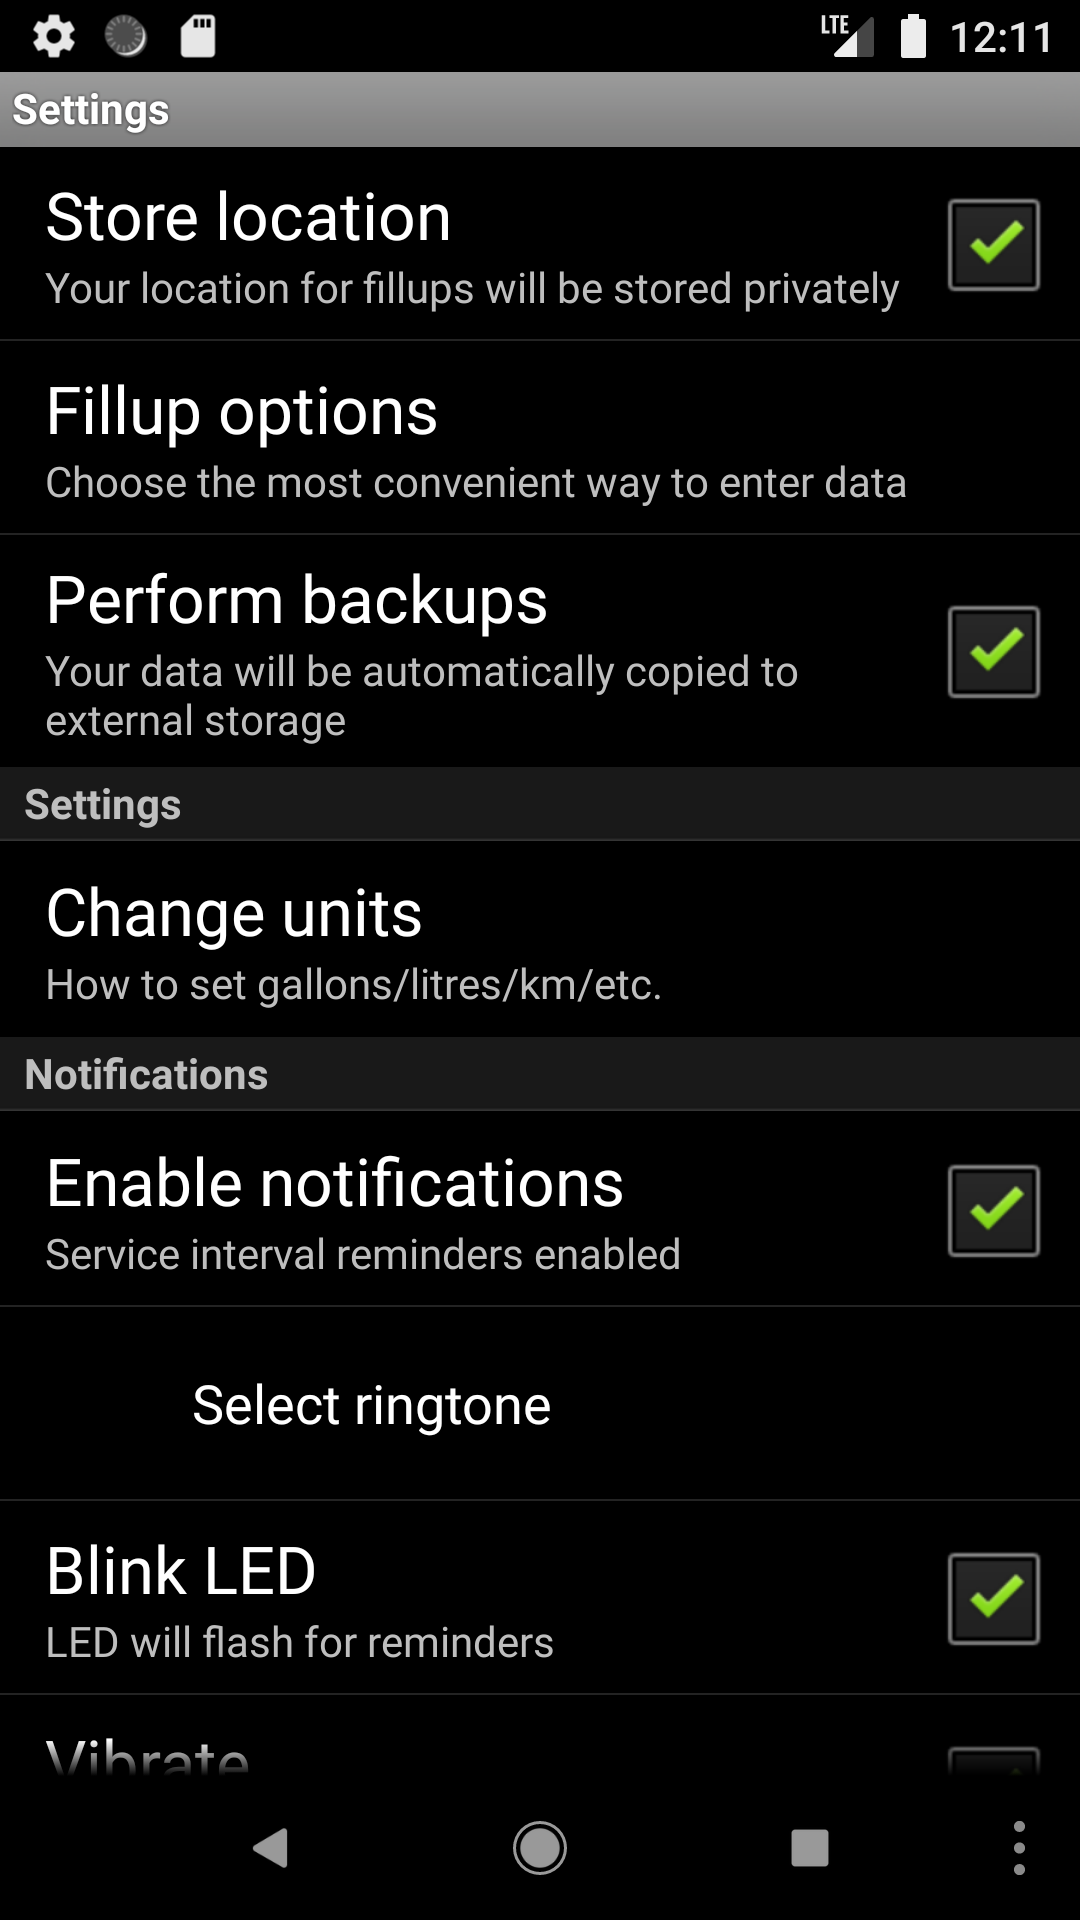 LTE 12:11
Settings
Store location
Your location for fillups will be stored privately
Fillup options
Choose the most convenient way to enter data
Perform backups
Your data will be automatically copied to
external storage
Settings
Change units
How to set gallons/litres/km/etc.
Notifications
Enable notifications
Service interval reminders enabled
Select ringtone
Blink LED
LED will flash for reminders
Vibrate